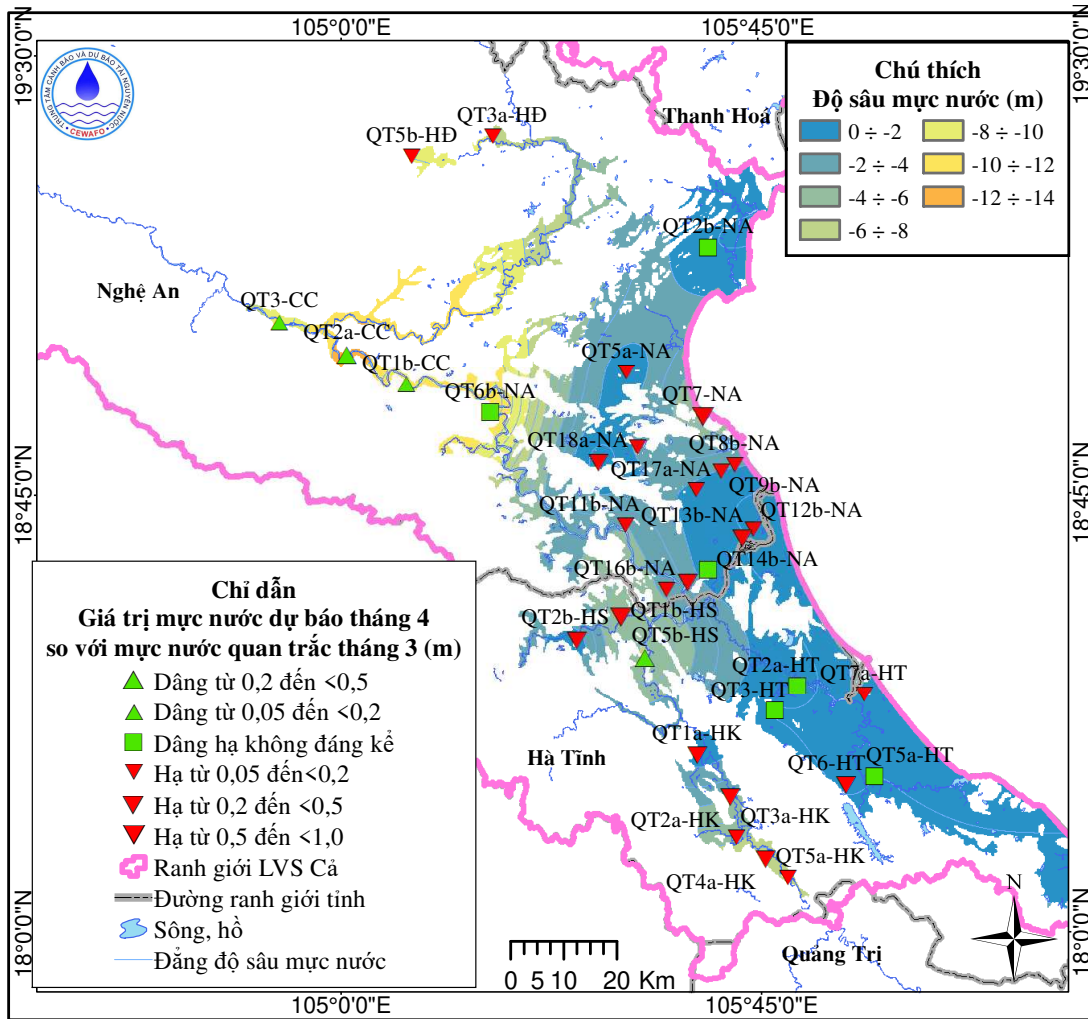 105°0'0"E
105°45'0"E
19°30'0"N
19°30'0"N
TRUNG TÂM CẢNH BÁO VÀ DỰ BÁO TÀI NGUYÊN NƯỚC
CEWAFO
Chú thích
Độ sâu mực nước (m)
0 ÷ -2
-8 ÷ -10
-2 ÷ -4
-10 ÷ -12
-4 ÷ -6
-12 ÷ -14
-6 ÷ -8
Thanh Hoá
QT3a-HĐ
QT5b-HĐ
QT2b-NA
Nghệ An
QT3-CC
QT2a-CC
QT1b-CC
QT5a-NA
QT6b-NA
QT7-NA
QT18a-NA
QT8b-NA
QT17a-NA
QT9b-NA
18°45'0"N
18°45'0"N
QT11b-NA
QT13b-NA
QT12b-NA
QT14b-NA
QT16b-NA
QT1b-HS
QT2b-HS
QT5b-HS
QT2a-HT
QT7a-HT
QT3-HT
QT1a-HK
Hà Tĩnh
QT6-HT
QT5a-HT
QT2a-HK
QT3a-HK
QT5a-HK
QT4a-HK
Quảng Trị
Chỉ dẫn
Giá trị mực nước dự báo tháng 4
so với mực nước quan trắc tháng 3 (m)
Dâng từ 0,2 đến <0,5
Dâng từ 0,05 đến <0,2
Dâng hạ không đáng kể
Hạ từ 0,05 đến<0,2
Hạ từ 0,2 đến <0,5
Hạ từ 0,5 đến <1,0
Ranh giới LVS Cả
Đường ranh giới tỉnh
Sông, hồ
Đẳng độ sâu mực nước
N
0 5 10 20 Km
18°0'0"N
18°0'0"N
105°0'0"E
105°45'0"E